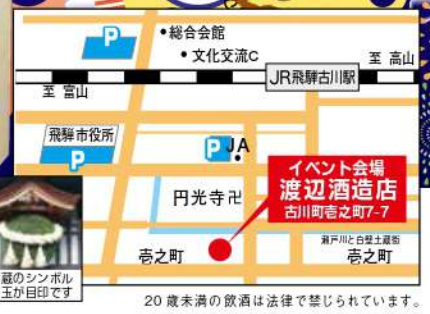 P
•総合会館
•文化交流C
至 高山
JR飛騨古川駅
至 富山
飛騨市役所
P
P
JA
イベント会場
渡辺酒造店
古川町壱之町7-7
円光寺卍
瀬戸川と白壁土蔵街
壱之町
壱之町
蔵のシンボル
玉が目印です
20歳未満の飲酒は法律で禁じられています。